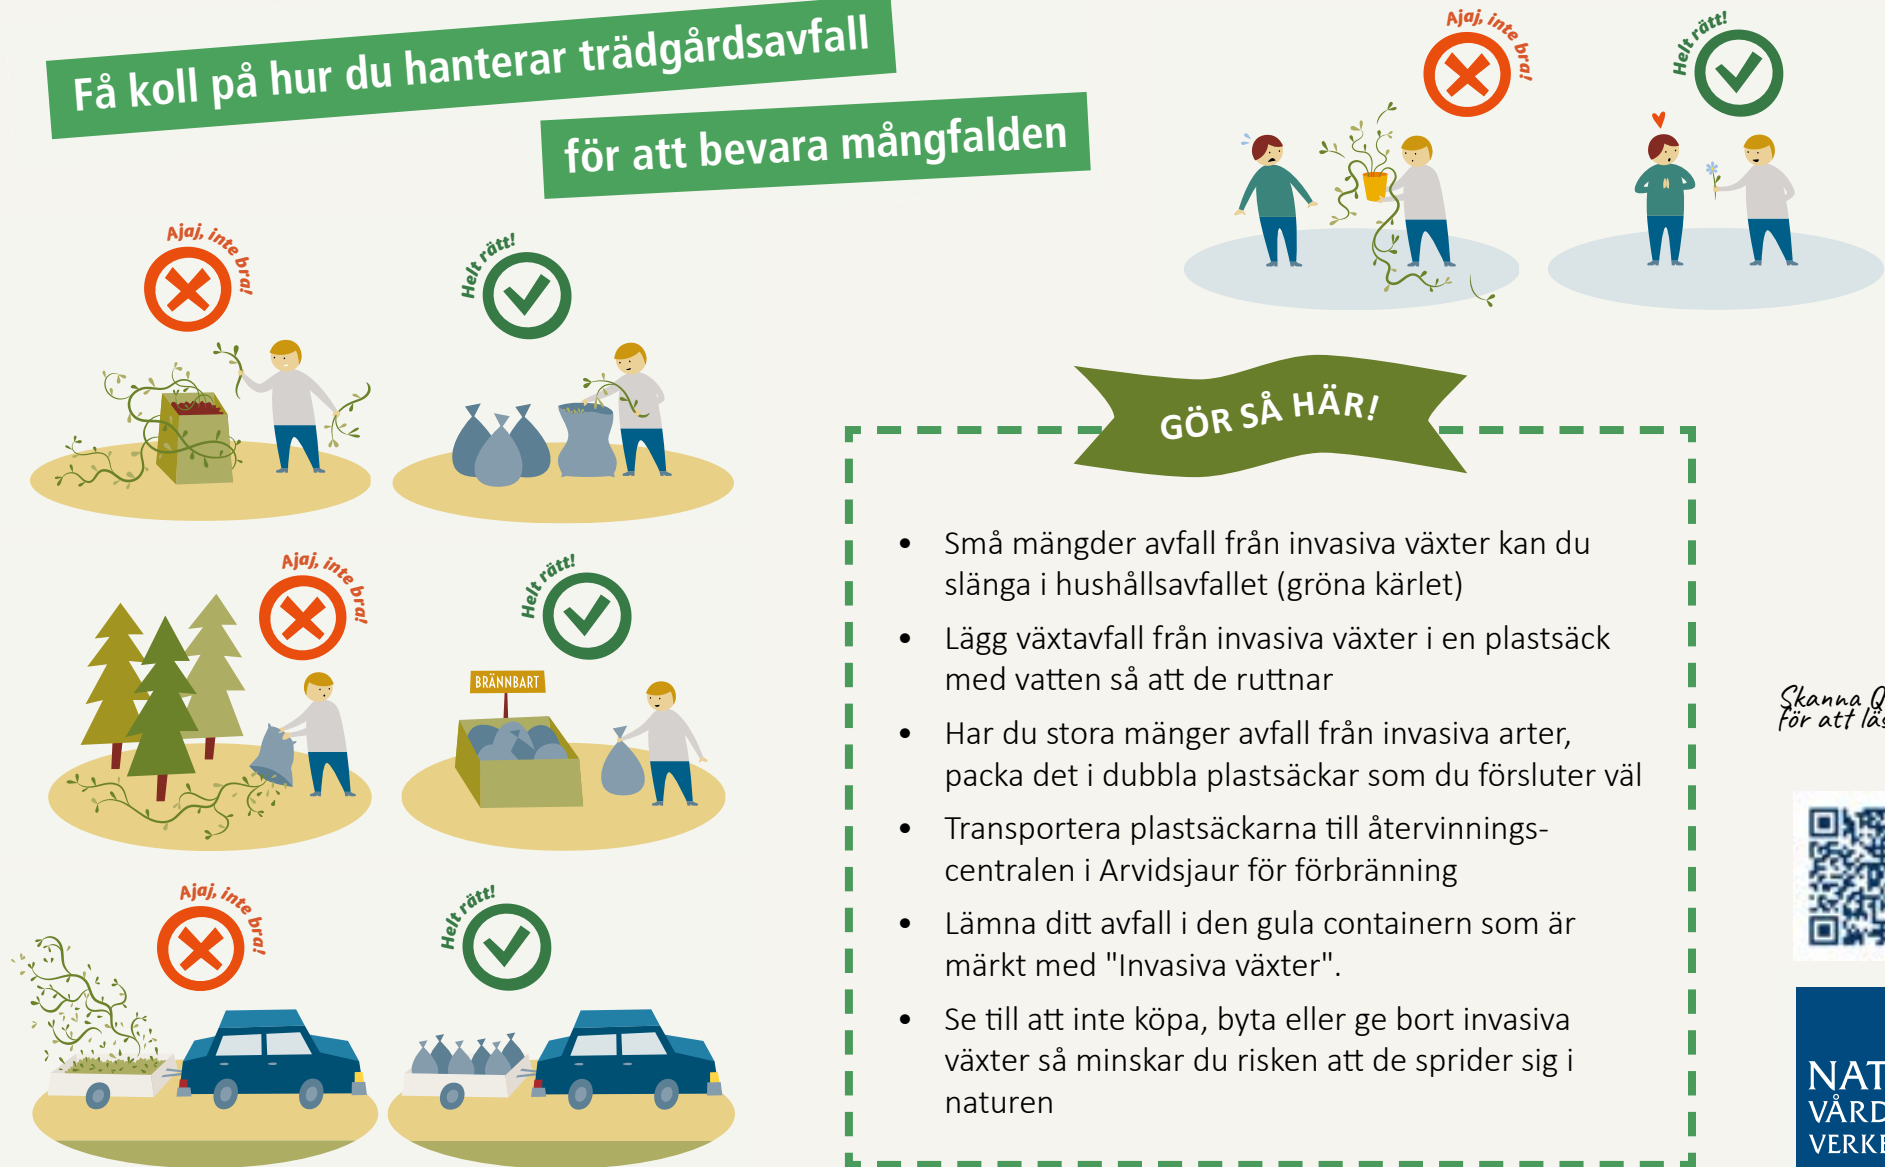 Få koll på hur du hanterar trädgårdsavfall
för att bevara mångfalden
Ajaj, inte bra!
Helt rätt!
Ajaj, inte bra!
Helt rätt!
Ajaj, inte bra!
Helt rätt!
BRÄNNBART
Ajaj, inte bra!
Helt rätt!
GÖR SÅ HÄR!
• Små mängder avfall från invasiva växter kan du
slänga i hushållsavfallet (gröna kärlet)
• Lägg växtavfall från invasiva växter i en plastsäck
med vatten så att de ruttnar
• Har du stora mänger avfall från invasiva arter,
packa det i dubbla plastsäckar som du försluter väl
• Transportera plastsäckarna till återvinnings-
centralen i Arvidsjaur för förbränning
• Lämna ditt avfall i den gula containern som är
märkt med "Invasiva växter".
• Se till att inte köpa, byta eller ge bort invasiva
växter så minskar du risken att de sprider sig i
naturen
Skanna
för att
NAT
VÅRD
VERKE